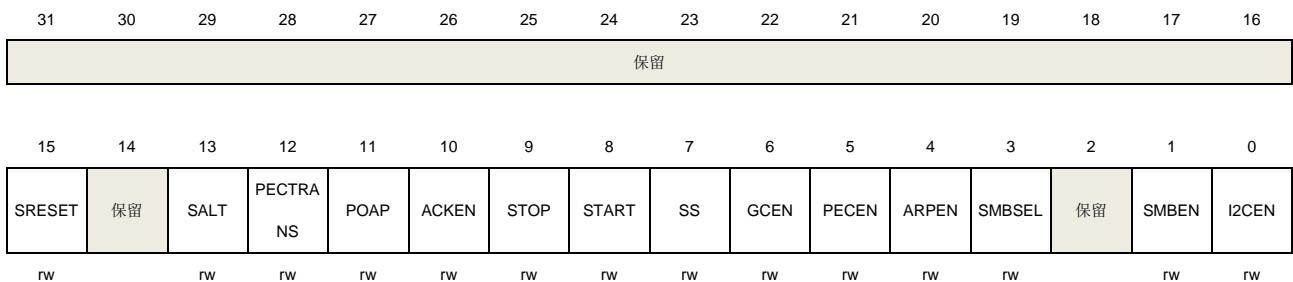 31 30 29 28 27 26 25 24 23 22 21 20 19 18 17 16
保留
15 14 13 12 11 10 9 8 7 6 5 4 3 2 1 0
SRESET 保留 SALT PECTRA NS POAP ACKEN STOP START SS GCEN PECEN ARPEN SMBSEL 保留 SMBEN I2CEN
rw rw rw rw rw rw rw rw rw rw rw rw rw rw